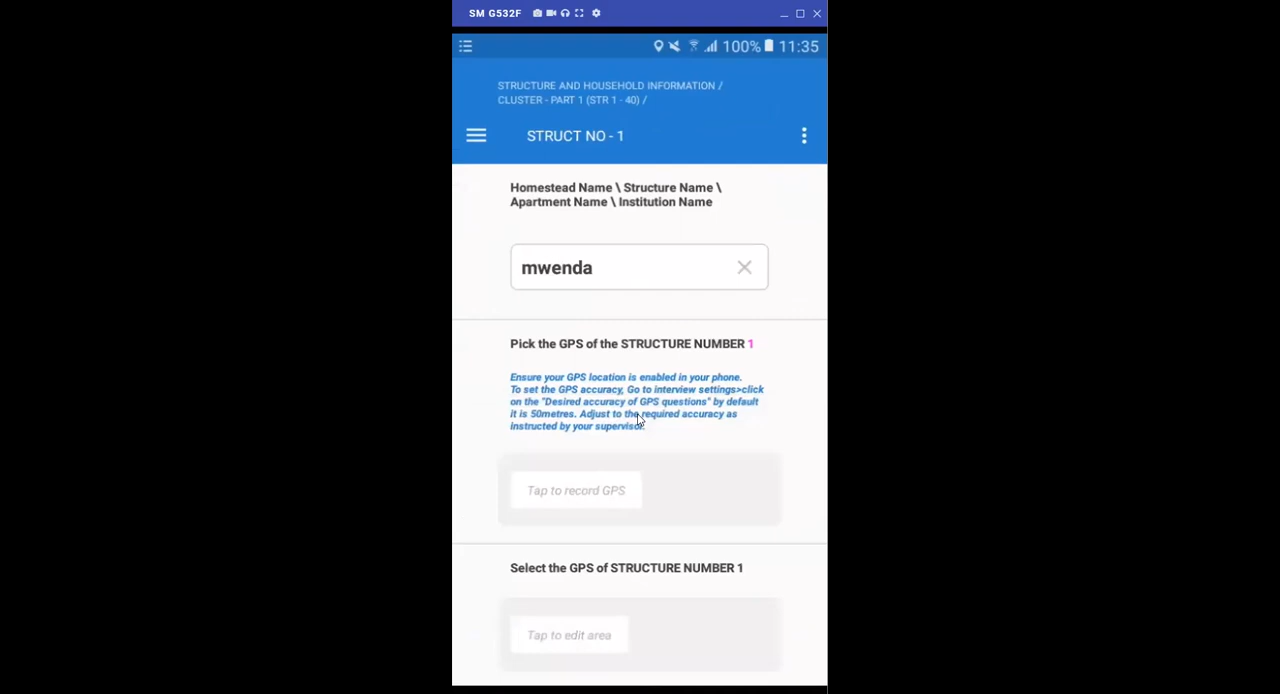 SM G532F
100% 11:35
STRUCTURE AND HOUSEHOLD INFORMATION /
CLUSTER - PART 1 (STR 1 - 40) /
STRUCT NO - 1
Homestead Name \ Structure Name \
Apartment Name \ Institution Name
mwenda
Pick the GPS of the STRUCTURE NUMBER 1
Ensure your GPS location is enabled in your phone.
To set the GPS accuracy, Go to interview settings>click
on the "Desired accuracy of GPS questions" by default
it is 50metres. Adjust to the required accuracy as
instructed by your supervisor.
Tap to record GPS
Select the GPS of STRUCTURE NUMBER 1
Tap to edit area